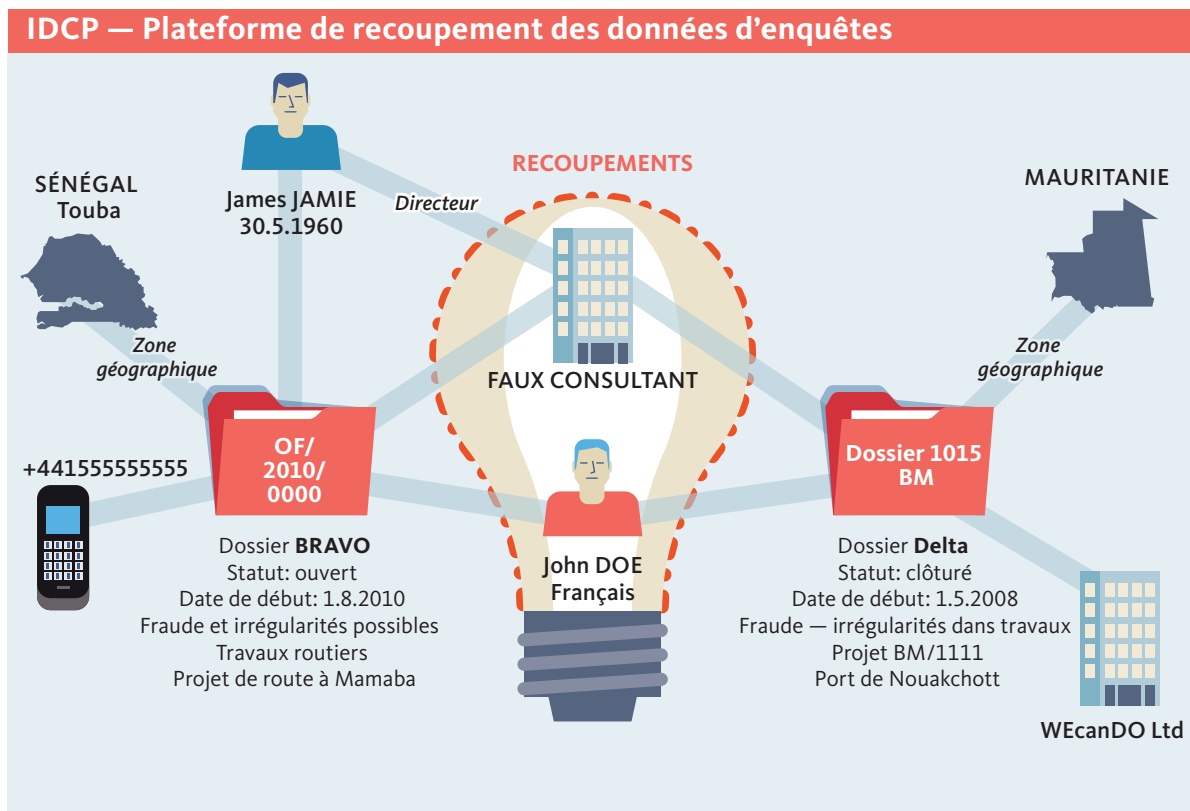 IDCP — Plateforme de recoupement des données d'enquêtes
RECOUPEMENTS
SÉNÉGAL
Touba
James JAMIE
30.5.1960
Directeur
MAURITANIE
Zone
géographique
Zone
géographique
FAUX CONSULTANT
+441555555555
OF/
2010/
0000
Dossier 1015
BM
Dossier BRAVO
Statut: ouvert
Date de début: 1.8.2010
Fraude et irrégularités possibles
Travaux routiers
Projet de route à Mamaba
John DOE
Français
Dossier Delta
Statut: clôturé
Date de début: 1.5.2008
Fraude — irrégularités dans travaux
Projet BM/1111
Port de Nouakchott
WEcanDO Ltd